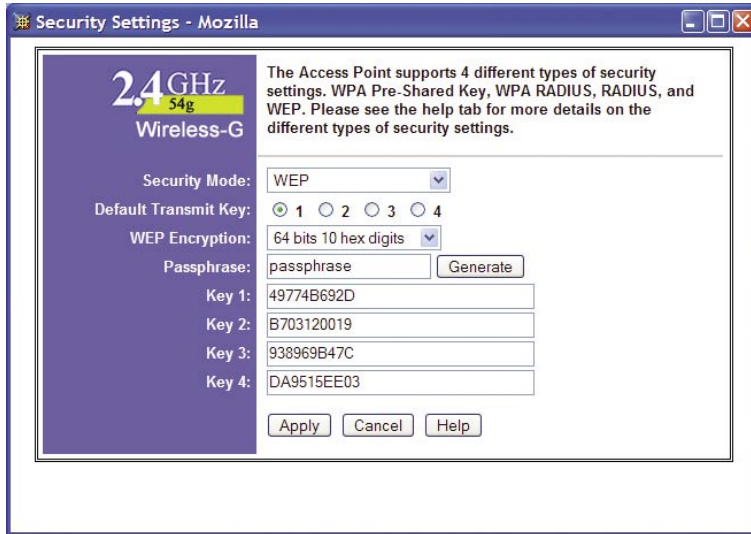 Security Settings - Mozilla
2.4 GHz
54g
Wireless-G
The Access Point supports 4 different types of security
settings. WPA Pre-Shared Key, WPA RADIUS, RADIUS, and
WEP. Please see the help tab for more details on the
different types of security settings.
Security Mode: WEP
Default Transmit Key: 1 2 3 4
WEP Encryption: 64 bits 10 hex digits
Passphrase: passphrase Generate
Key 1: 49774B692D
Key 2: B703120019
Key 3: 938969B47C
Key 4: DA9515EE03
Apply Cancel Help